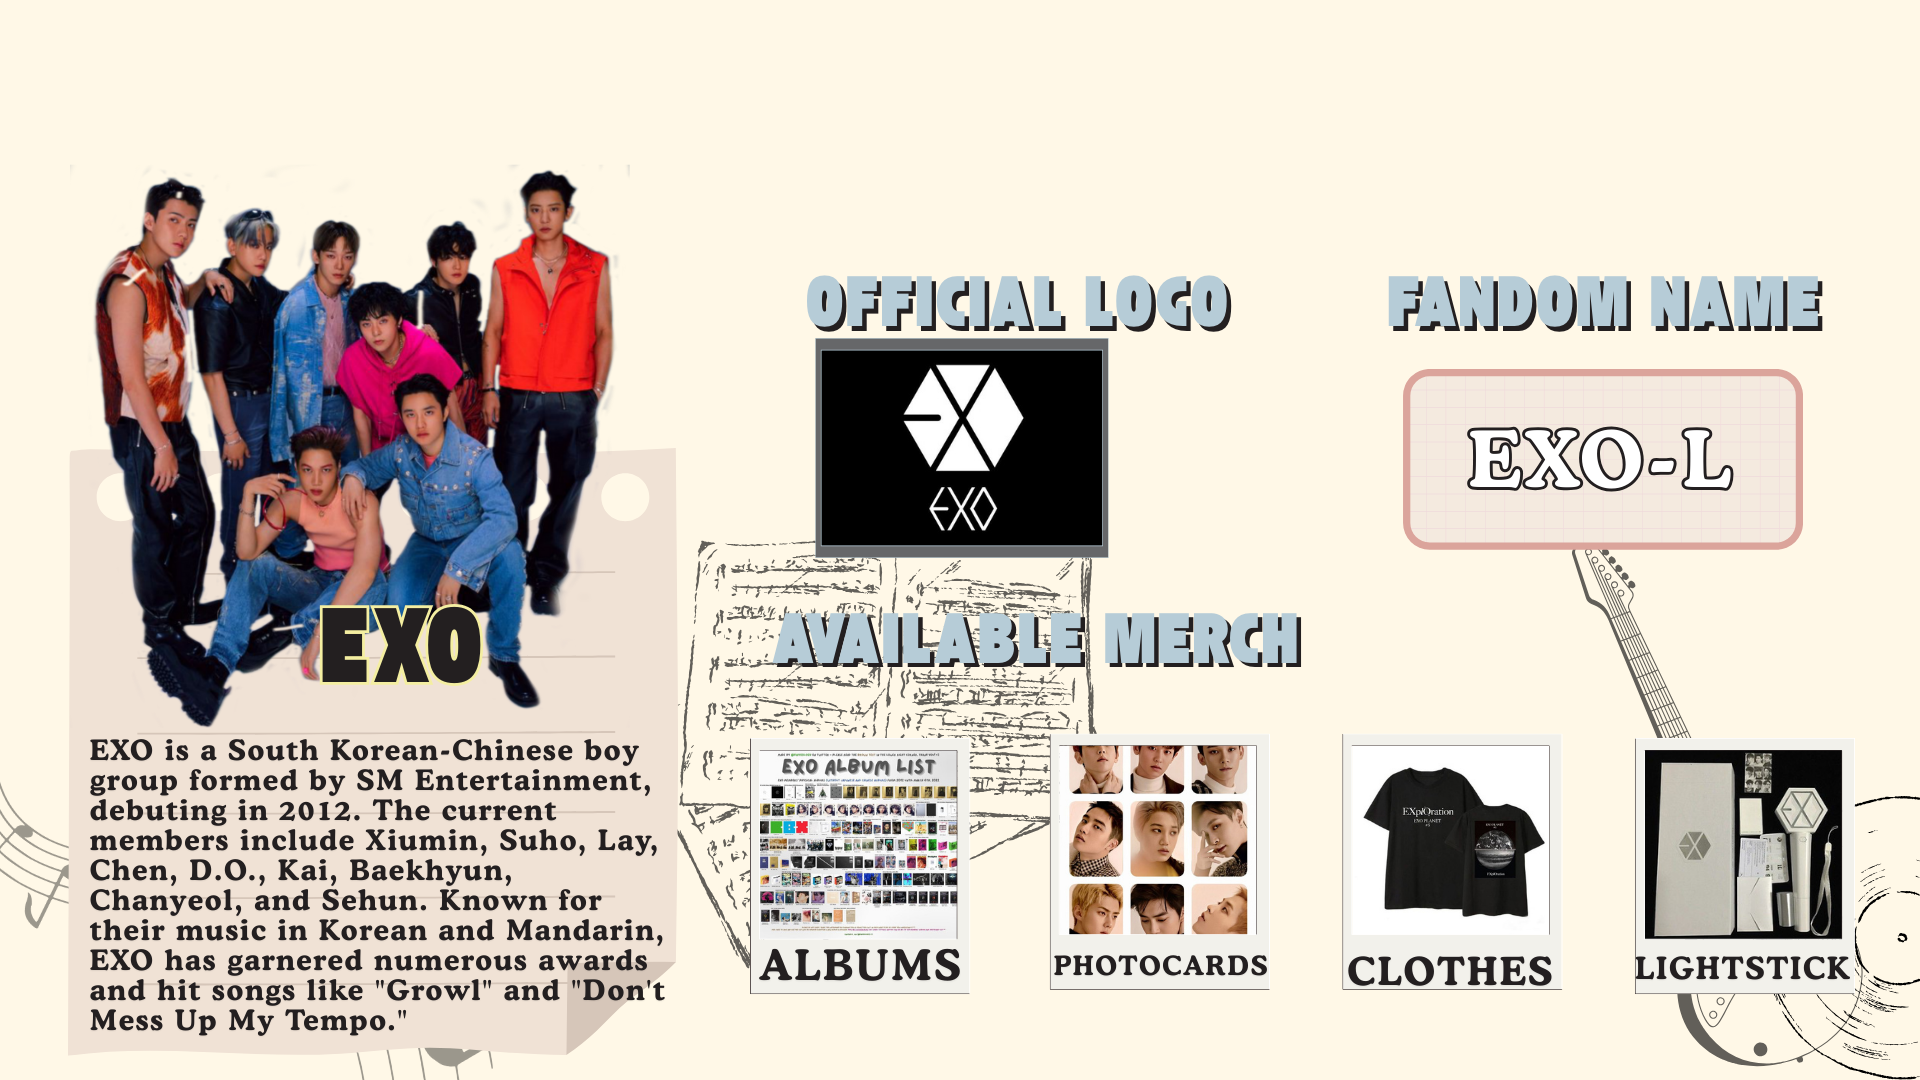 OFFICIAL LOGO
FANDOM NAME
EXO
EXO-L
AVAILABLE MERCH
EXO
EXO is a South Korean-Chinese boy
group formed by SM Entertainment,
debuting in 2012. The current
members include Xiumin, Suho, Lay,
Chen, D.O., Kai, Baekhyun,
Chanyeol, and Sehun. Known for
their music in Korean and Mandarin,
EXO has garnered numerous awards
and hit songs like "Growl" and "Don't
Mess Up My Tempo."
EXO ALBUM LIST
ALBUMS
PHOTOCARDS
EXplOration
EXO PLANET
CLOTHES
LIGHTSTICK